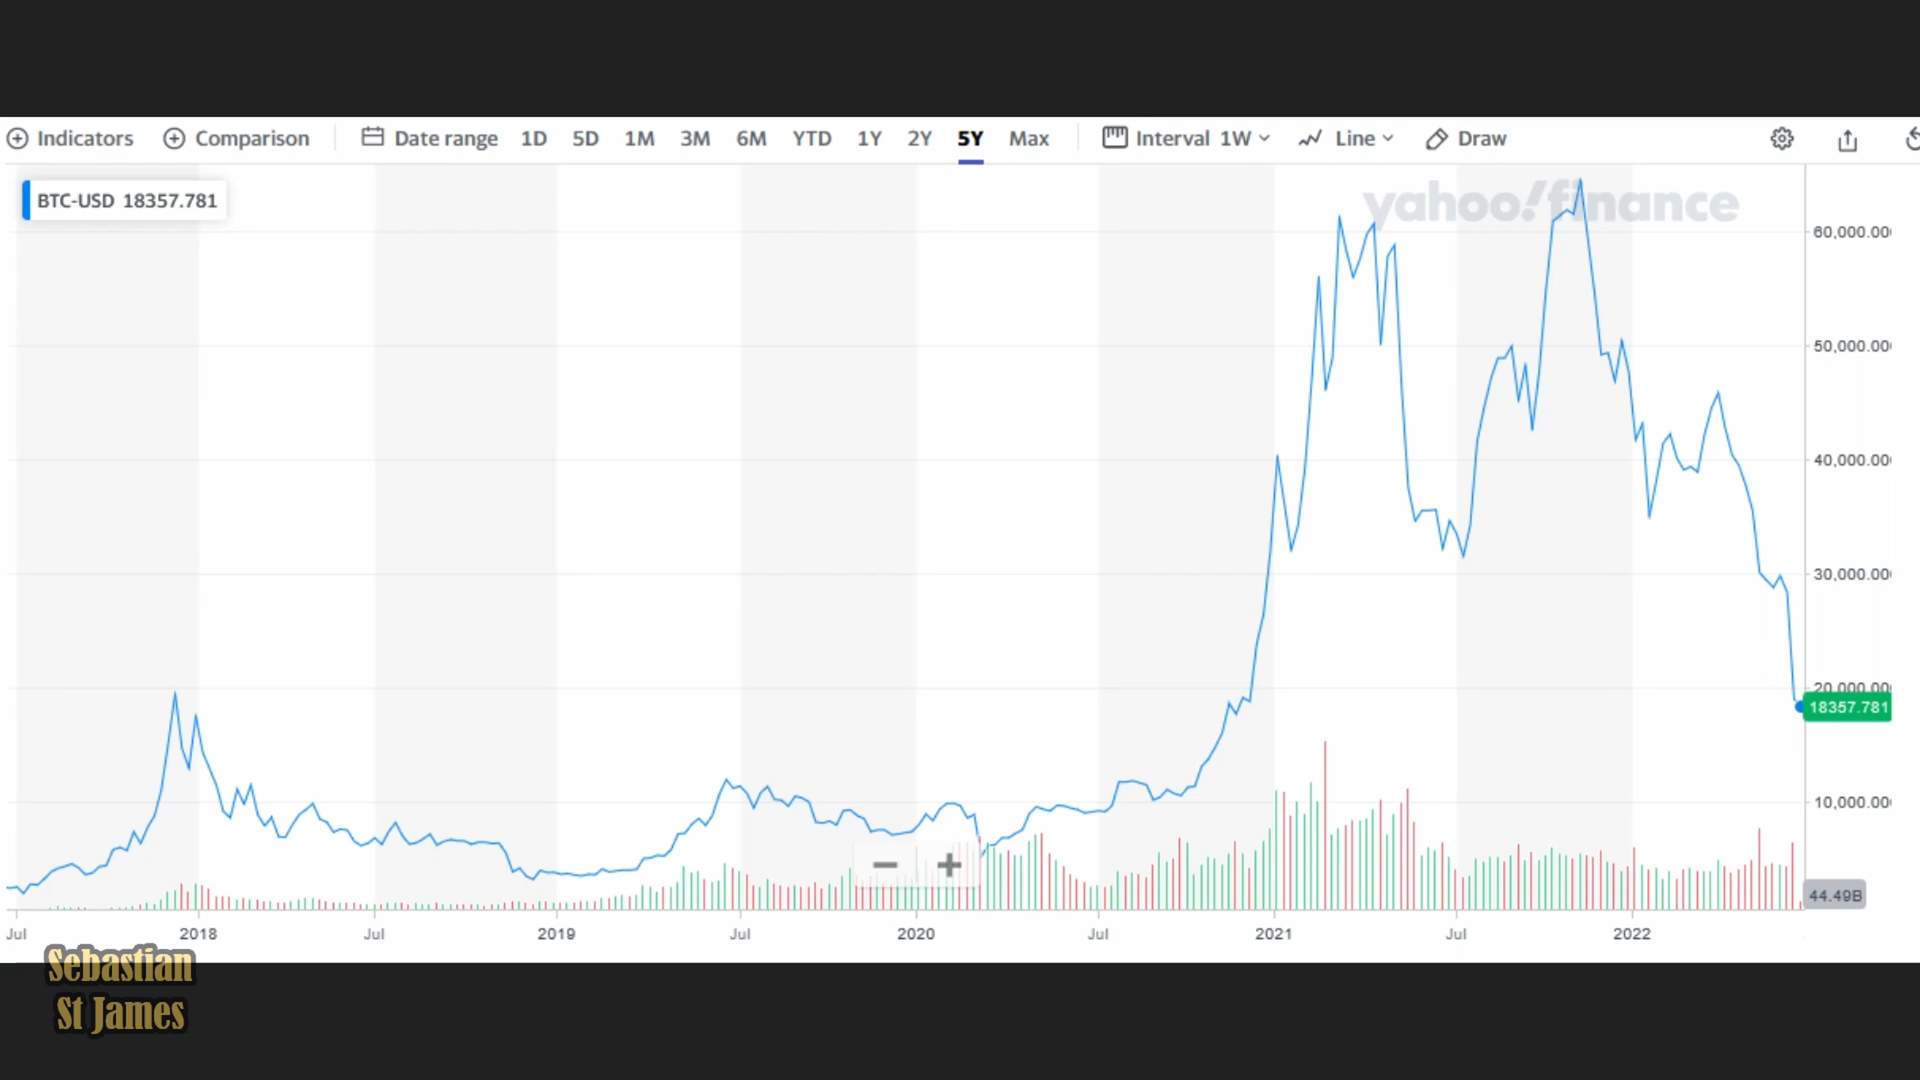 Indicators Comparison Date range 1D 5D 1M 3M 6M YTD 1Y 2Y 5Y Max Interval 1W Line Draw
BTC-USD 18357.781
yahoo!finance
60,000.00
50,000.00
40,000.00
30,000.00
20,000.00
18357.781
10,000.00
44.49B
Jul 2018 Jul 2019 Jul 2020 Jul 2021 Jul 2022
Sebastian
St James